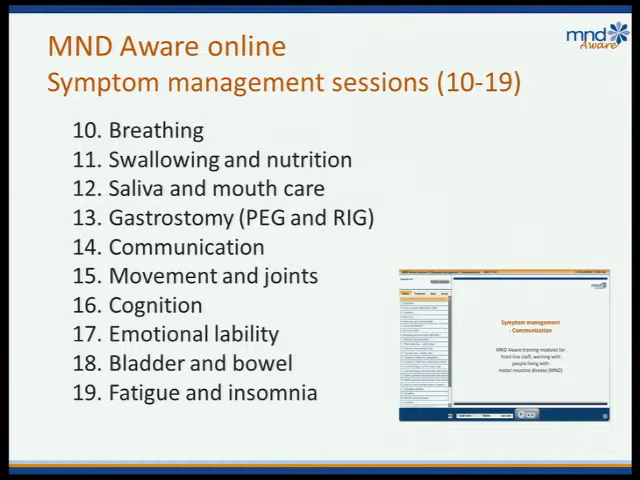 MND Aware online
Symptom management sessions (10-19)
mnd
Aware
10. Breathing
11. Swallowing and nutrition
12. Saliva and mouth care
13. Gastrostomy (PEG and RIG)
14. Communication
15. Movement and joints
16. Cognition
17. Emotional lability
18. Bladder and bowel
19. Fatigue and insomnia
mnd
Symptom management
- Communication
MND Aware training modules for
front line staff, working with
people living with
motor neurone disease (MND)